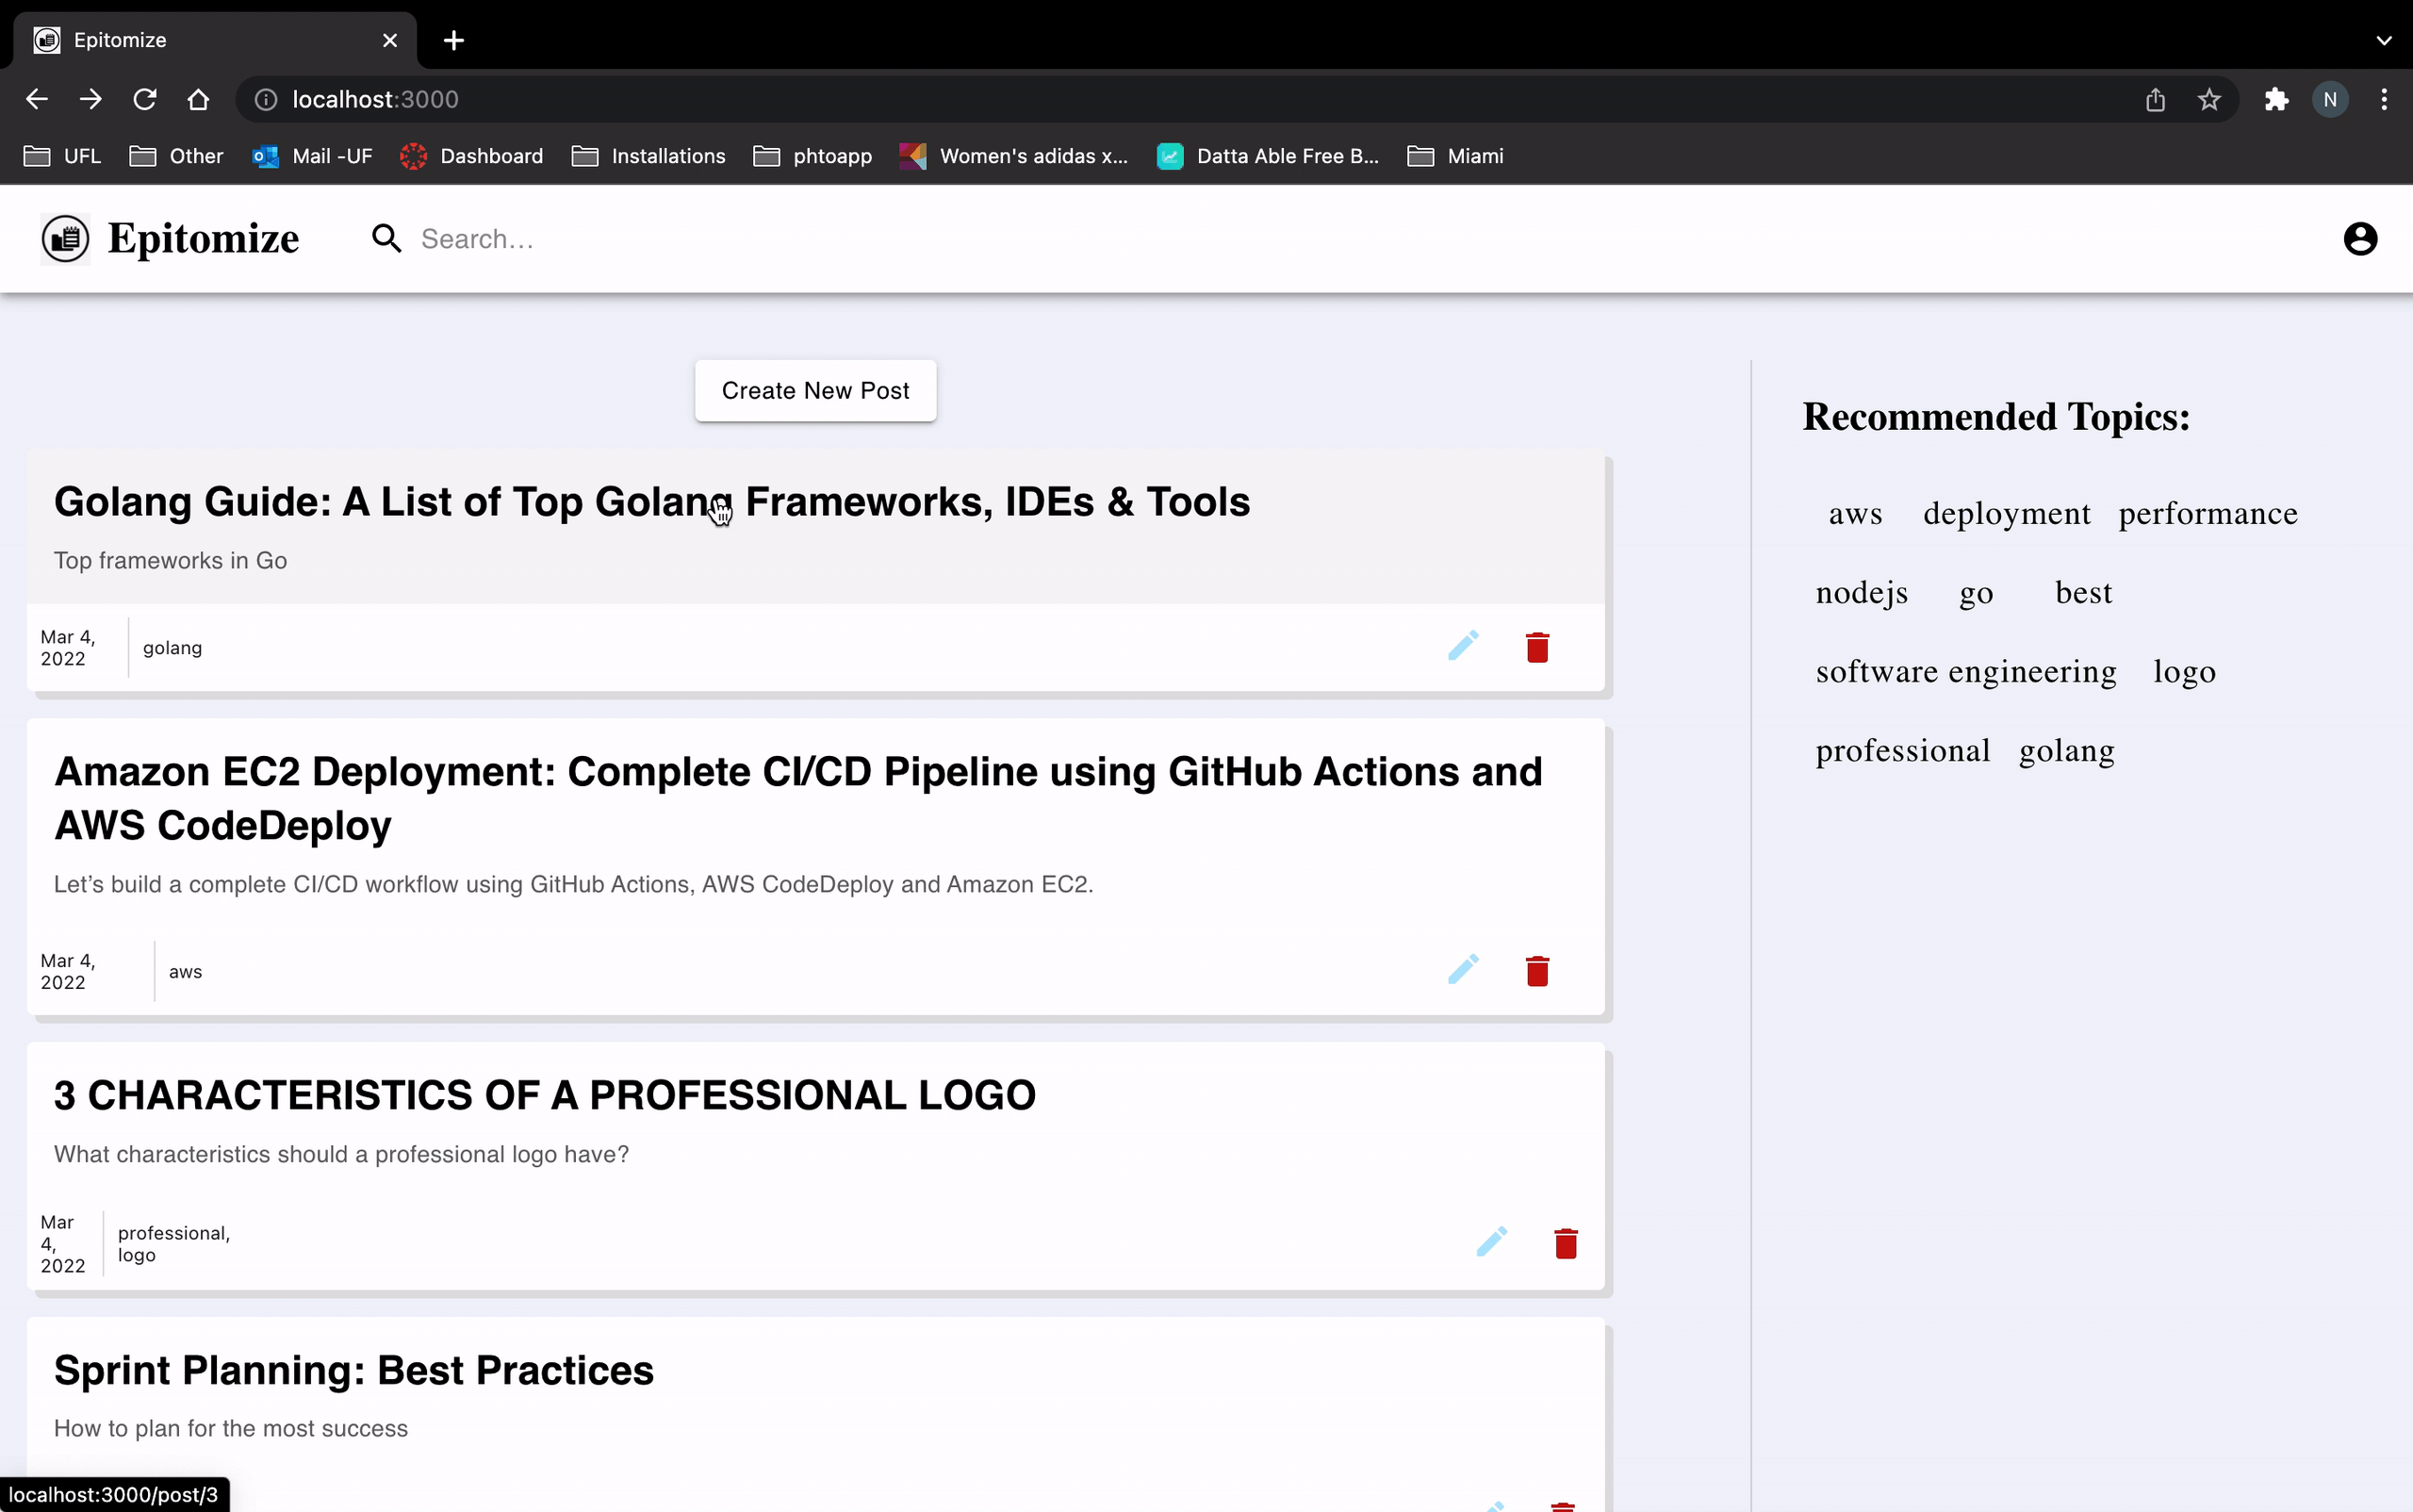 Epitomize
localhost:3000
N
UFL
Other
Mail -UF
Dashboard
Installations
phtoapp
Women's adidas x...
Datta Able Free B...
Miami
Epitomize
Search...
Create New Post
Golang Guide: A List of Top Golang Frameworks, IDEs & Tools
Top frameworks in Go
Mar 4,
2022
golang
Amazon EC2 Deployment: Complete CI/CD Pipeline using GitHub Actions and
AWS CodeDeploy
Let’s build a complete CI/CD workflow using GitHub Actions, AWS CodeDeploy and Amazon EC2.
Mar 4,
2022
aws
3 CHARACTERISTICS OF A PROFESSIONAL LOGO
What characteristics should a professional logo have?
Mar
4,
2022
professional,
logo
Sprint Planning: Best Practices
How to plan for the most success
Recommended Topics:
aws deployment performance
nodejs go best
software engineering logo
professional golang
localhost:3000/post/3